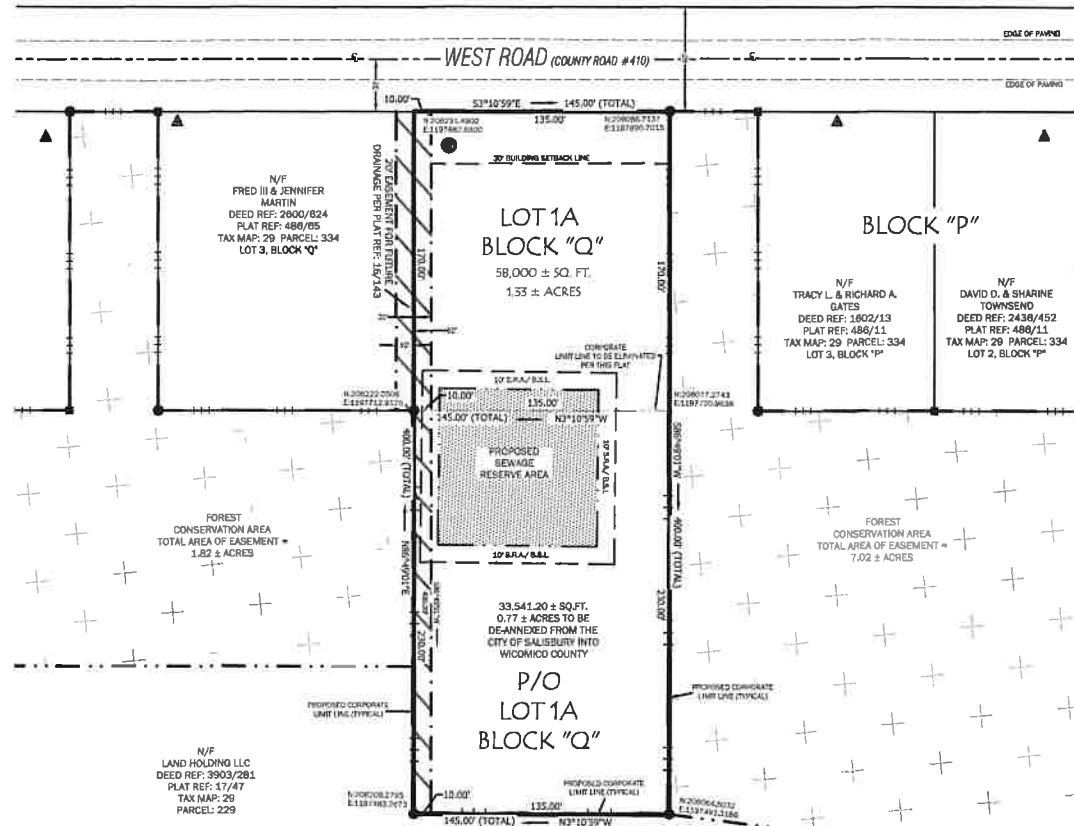 EDGE OF PAVING
WEST ROAD (COUNTY ROAD #410)
EDGE OF PAVING
10.00'
S3°10'59"E 145.00' (TOTAL)
135.00'
30' BUILDING SETBACK LINE
20' EASEMENT FOR FUTURE
DRAINAGE PER PLAT REF: 16/143
N/F
FRED III & JENNIFER
MARTIN
DEED REF: 2600/624
PLAT REF: 486/65
TAX MAP: 29 PARCEL: 334
LOT 3, BLOCK "Q"
LOT 1A
BLOCK "Q"
58,000 ± SQ. FT.
1.33 ± ACRES
170.00'
170.00'
BLOCK "P"
N/F
TRACY L. & RICHARD A.
GATES
DEED REF: 1602/13
PLAT REF: 486/11
TAX MAP: 29 PARCEL: 334
LOT 3, BLOCK "P"
N/F
DAVID D. & SHARINE
TOWNSEND
DEED REF: 2436/452
PLAT REF: 486/11
TAX MAP: 29 PARCEL: 334
LOT 2, BLOCK "P"
CORPORATE
LIMIT LINE TO BE ELIMINATED
PER THIS PLAT
10' S.R.A./ B.S.L.
10.00'
135.00'
145.00' (TOTAL) N3°10'59"W
PROPOSED
SEWAGE
RESERVE AREA
10' S.R.A./ B.S.L.
10' S.R.A./ B.S.L.
400.00' (TOTAL)
N86°49'01"E
S86°49'01"W
400.00' (TOTAL)
FOREST
CONSERVATION AREA
TOTAL AREA OF EASEMENT =
1.82 ± ACRES
FOREST
CONSERVATION AREA
TOTAL AREA OF EASEMENT =
7.02 ± ACRES
230.00'
230.00'
33,541.20 ± SQ.FT.
0.77 ± ACRES TO BE
DE-ANNEXED FROM THE
CITY OF SALISBURY INTO
WICOMICO COUNTY
P/O
LOT 1A
BLOCK "Q"
PROPOSED CORPORATE
LIMIT LINE (TYPICAL)
PROPOSED CORPORATE
LIMIT LINE (TYPICAL)
N/F
LAND HOLDING LLC
DEED REF: 3903/281
PLAT REF: 17/47
TAX MAP: 29
PARCEL: 229
PROPOSED CORPORATE
LIMIT LINE (TYPICAL)
10.00'
135.00'
145.00' (TOTAL) N3°10'59"W